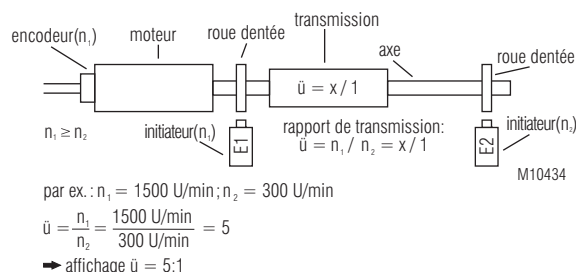 transmission
encodeur(n₁)
moteur
roue dentée
axe
roue dentée
ü = x / 1
n₁ ≥ n₂
initiateur(n₁)
E1
rapport de transmission:
ü = n₁ / n₂ = x / 1
E2
initiateur(n₂)
M10434
par ex. : n₁ = 1500 U/min ; n₂ = 300 U/min
ü = n₁ / n₂ = 1500 U/min / 300 U/min = 5
➡ affichage ü = 5:1